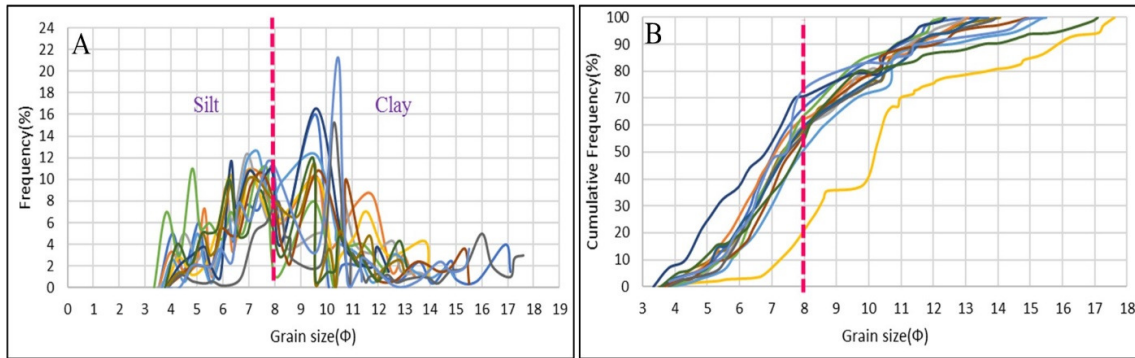 A
Silt
Clay
Frequency(%)
24
22
20
18
16
14
12
10
8
6
4
2
0
0 1 2 3 4 5 6 7 8 9 10 11 12 13 14 15 16 17 18 19
Grain size(Φ)
B
Cumulative Frequency(%)
100
90
80
70
60
50
40
30
20
10
0
3 4 5 6 7 8 9 10 11 12 13 14 15 16 17 18
Grain size(Φ)